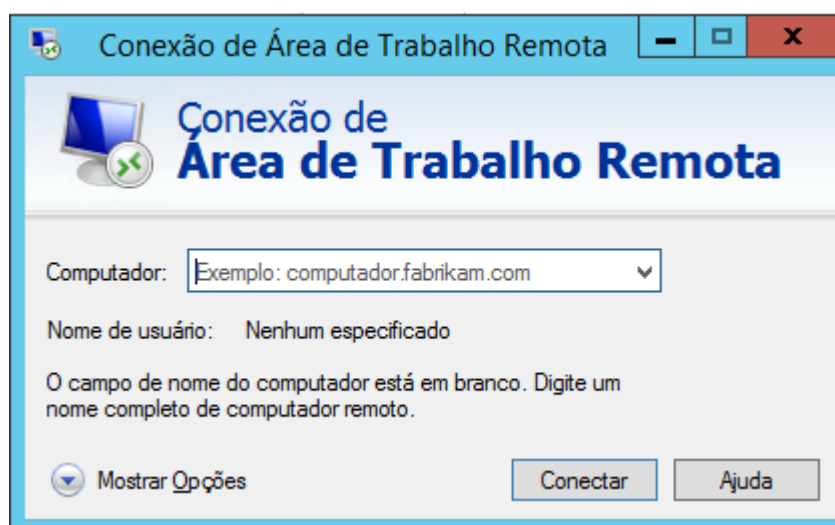 Conexão de Área de Trabalho Remota
Conexão de
Área de Trabalho Remota
Computador: Exemplo: computador.fabrikam.com
Nome de usuário: Nenhum especificado
O campo de nome do computador está em branco. Digite um
nome completo de computador remoto.
Mostrar Opções Conectar Ajuda